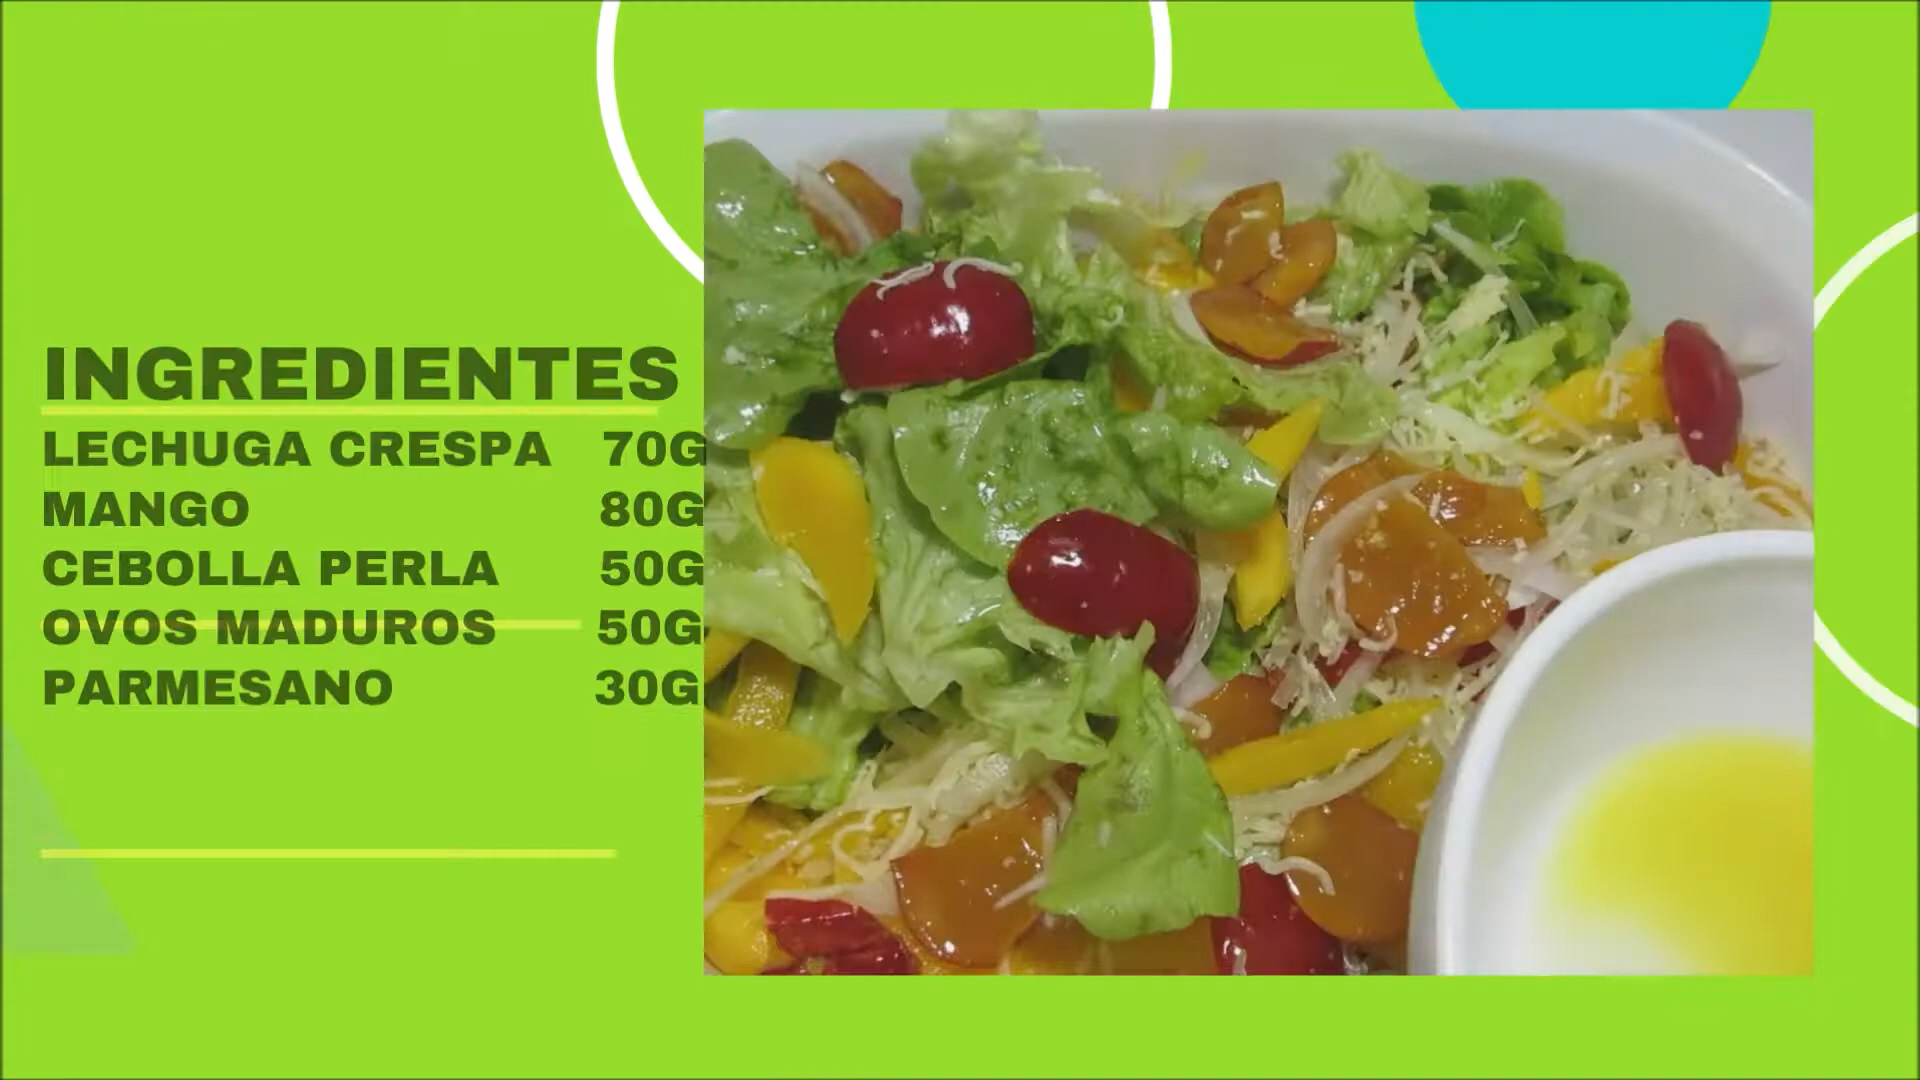 INGREDIENTES
LECHUGA CRESPA 70G
MANGO 80G
CEBOLLA PERLA 50G
OVOS MADUROS 50G
PARMESANO 30G